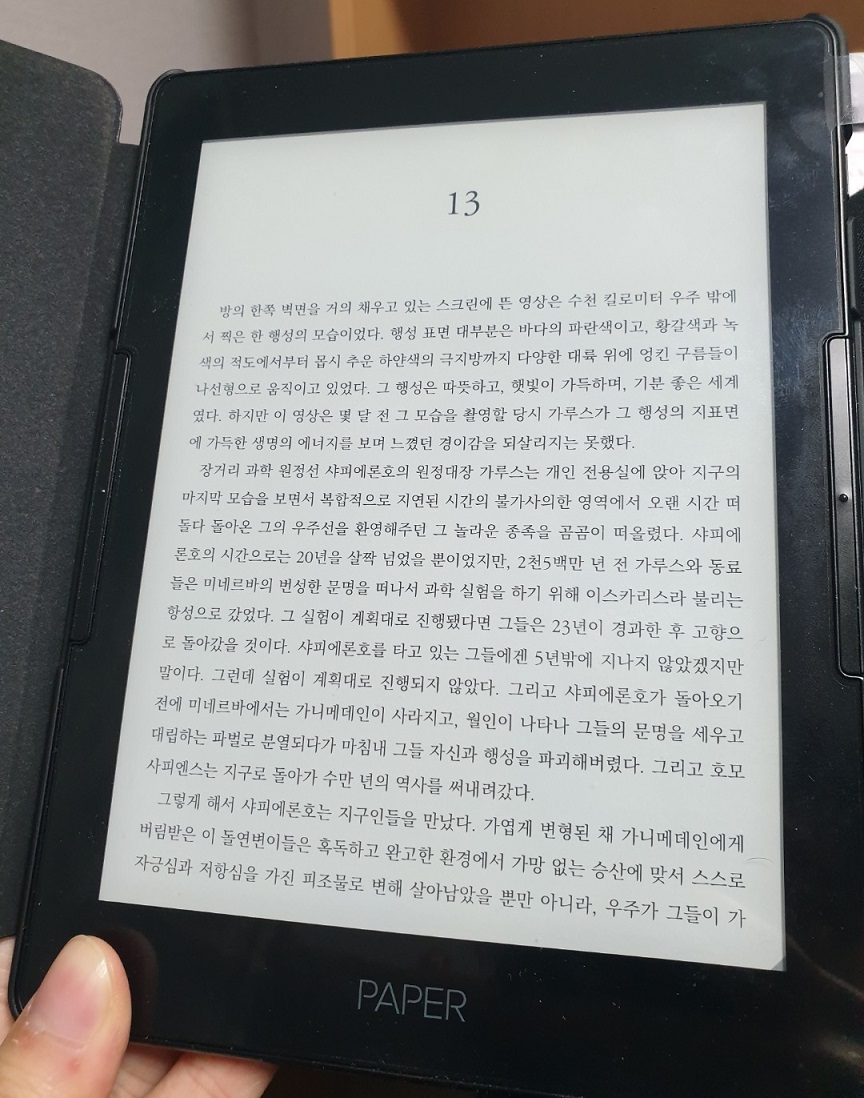 13
방의 한쪽 벽면을 거의 채우고 있는 스크린에 뜬 영상은 수천 킬로미터 우주 밖에
서 찍은 한 행성의 모습이었다. 행성 표면 대부분은 바다의 파란색이고, 황갈색과 녹
색의 적도에서부터 몹시 추운 하얀색의 극지방까지 다양한 대륙 위에 엉킨 구름들이
나선형으로 움직이고 있었다. 그 행성은 따뜻하고, 햇빛이 가득하며, 기분 좋은 세계
였다. 하지만 이 영상은 몇 달 전 그 모습을 촬영할 당시 가루스가 그 행성의 지표면
에 가득한 생명의 에너지를 보며 느꼈던 경이감을 되살리지는 못했다.
장거리 과학 원정선 샤피에론호의 원정대장 가루스는 개인 전용실에 앉아 지구의
마지막 모습을 보면서 복합적으로 지연된 시간의 불가사의한 영역에서 오랜 시간 떠
돌다 돌아온 그의 우주선을 환영해주던 그 놀라운 종족을 곰곰이 떠올렸다. 샤피에
론호의 시간으로는 20년을 살짝 넘었을 뿐이었지만, 2천5백만 년 전 가루스와 동료
들은 미네르바의 번성한 문명을 떠나서 과학 실험을 하기 위해 이스카리스라 불리는
항성으로 갔었다. 그 실험이 계획대로 진행됐다면 그들은 23년이 경과한 후 고향으
로 돌아갔을 것이다. 샤피에론호를 타고 있는 그들에겐 5년밖에 지나지 않았겠지만
말이다. 그런데 실험이 계획대로 진행되지 않았다. 그리고 샤피에론호가 돌아오기
전에 미네르바에서는 가니메데인이 사라지고, 월인이 나타나 그들의 문명을 세우고
대립하는 파벌로 분열되다가 마침내 그들 자신과 행성을 파괴해버렸다. 그리고 호모
사피엔스는 지구로 돌아가 수만 년의 역사를 써내려갔다.
그렇게 해서 샤피에론호는 지구인들을 만났다. 가엽게 변형된 채 가니메데인에게
버림받은 이 돌연변이들은 혹독하고 완고한 환경에서 가망 없는 승산에 맞서 스스로
자긍심과 저항심을 가진 피조물로 변해 살아남았을 뿐만 아니라, 우주가 그들이 가
PAPER